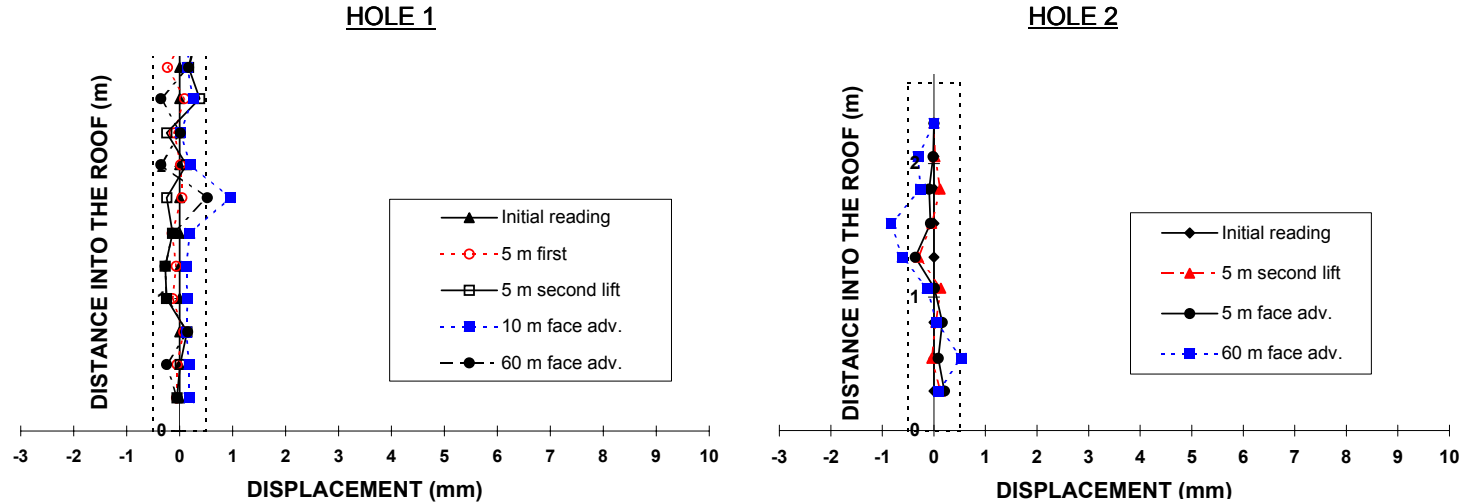 HOLE 1
DISTANCE INTO THE ROOF (m)
1
0
Initial reading
5 m first
5 m second lift
10 m face adv.
60 m face adv.
-3 -2 -1 0 1 2 3 4 5 6 7 8 9 10
DISPLACEMENT (mm)
HOLE 2
DISTANCE INTO THE ROOF (m)
2
1
0
Initial reading
5 m second lift
5 m face adv.
60 m face adv.
-3 -2 -1 0 1 2 3 4 5 6 7 8 9 10
DISPLACEMENT (mm)